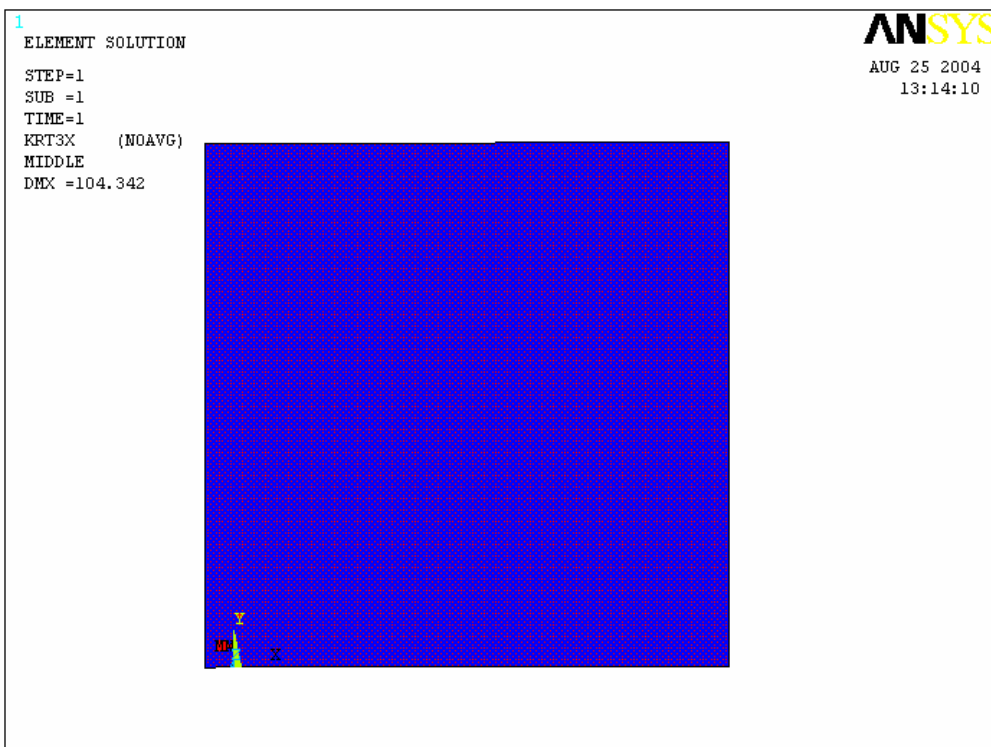 1
ELEMENT SOLUTION
STEP=1
SUB =1
TIME=1
KRT3X (NOAVG)
MIDDLE
DMX =104.342
ANSYS
AUG 25 2004
13:14:10
Y
X